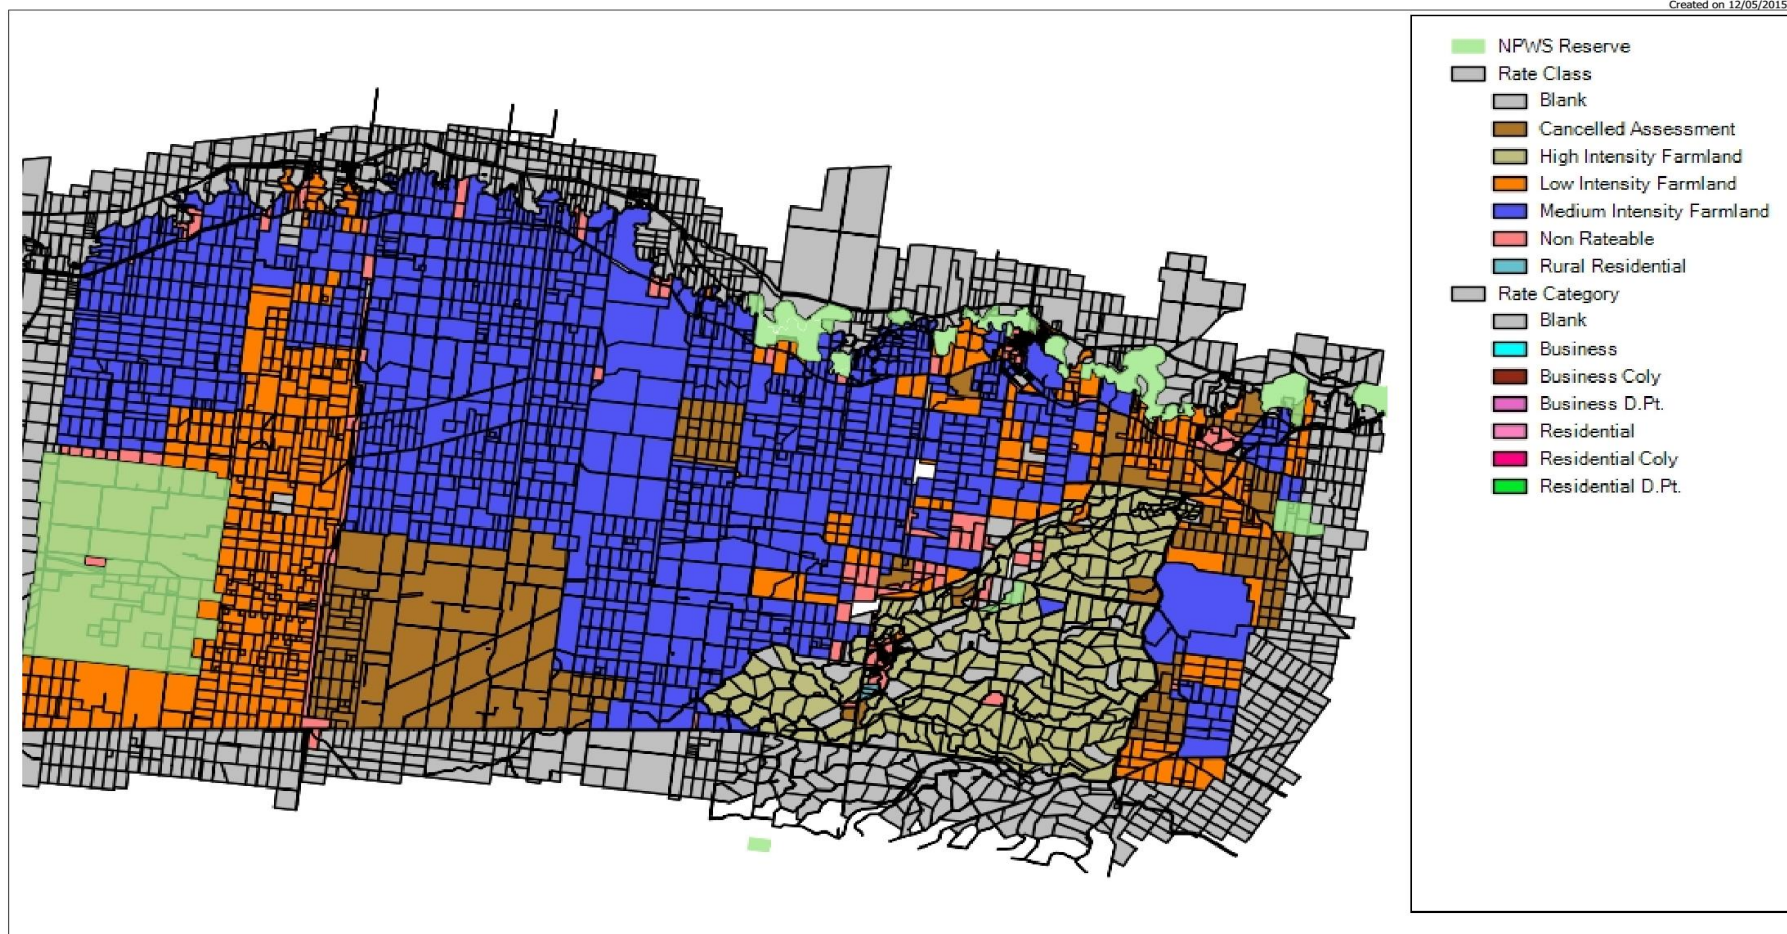 Created on 12/05/2015
NPWS Reserve
Rate Class
Blank
Cancelled Assessment
High Intensity Farmland
Low Intensity Farmland
Medium Intensity Farmland
Non Rateable
Rural Residential
Rate Category
Blank
Business
Business Coly
Business D.Pt.
Residential
Residential Coly
Residential D.Pt.